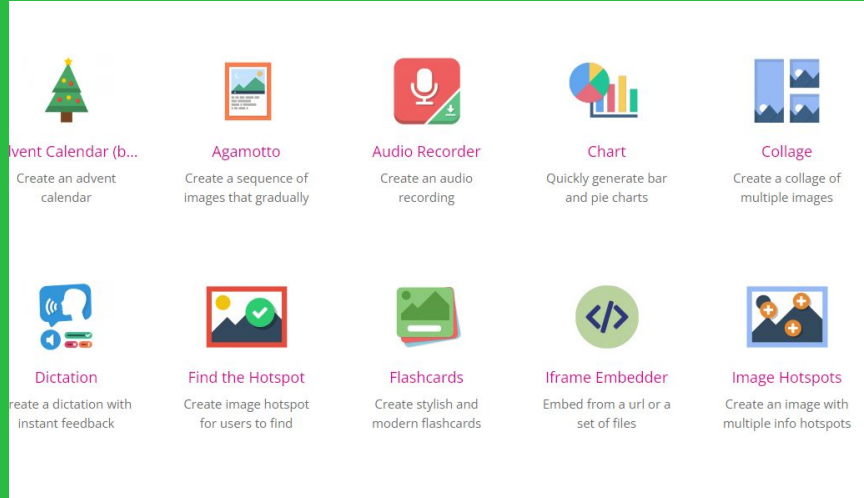 dvent Calendar (b...
Agamotto
Audio Recorder
Chart
Collage
Create an advent
calendar
Create a sequence of
images that gradually
Create an audio
recording
Quickly generate bar
and pie charts
Create a collage of
multiple images
Dictation
Find the Hotspot
Flashcards
Iframe Embedder
Image Hotspots
reate a dictation with
instant feedback
Create image hotspot
for users to find
Create stylish and
modern flashcards
Embed from a url or a
set of files
Create an image with
multiple info hotspots